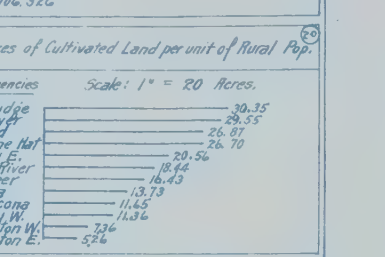 106.326
20
es of Cultivated Land per unit of Rural Pop.
encies Scale: 1" = 20 Acres.
udge 30.35
ver 29.55
d 26.87
ne Hat 26.70
E. 20.56
River 18.44
er 16.43
a 13.73
cona 11.65
W. 11.36
ton W. 7.36
ton E. 5.26